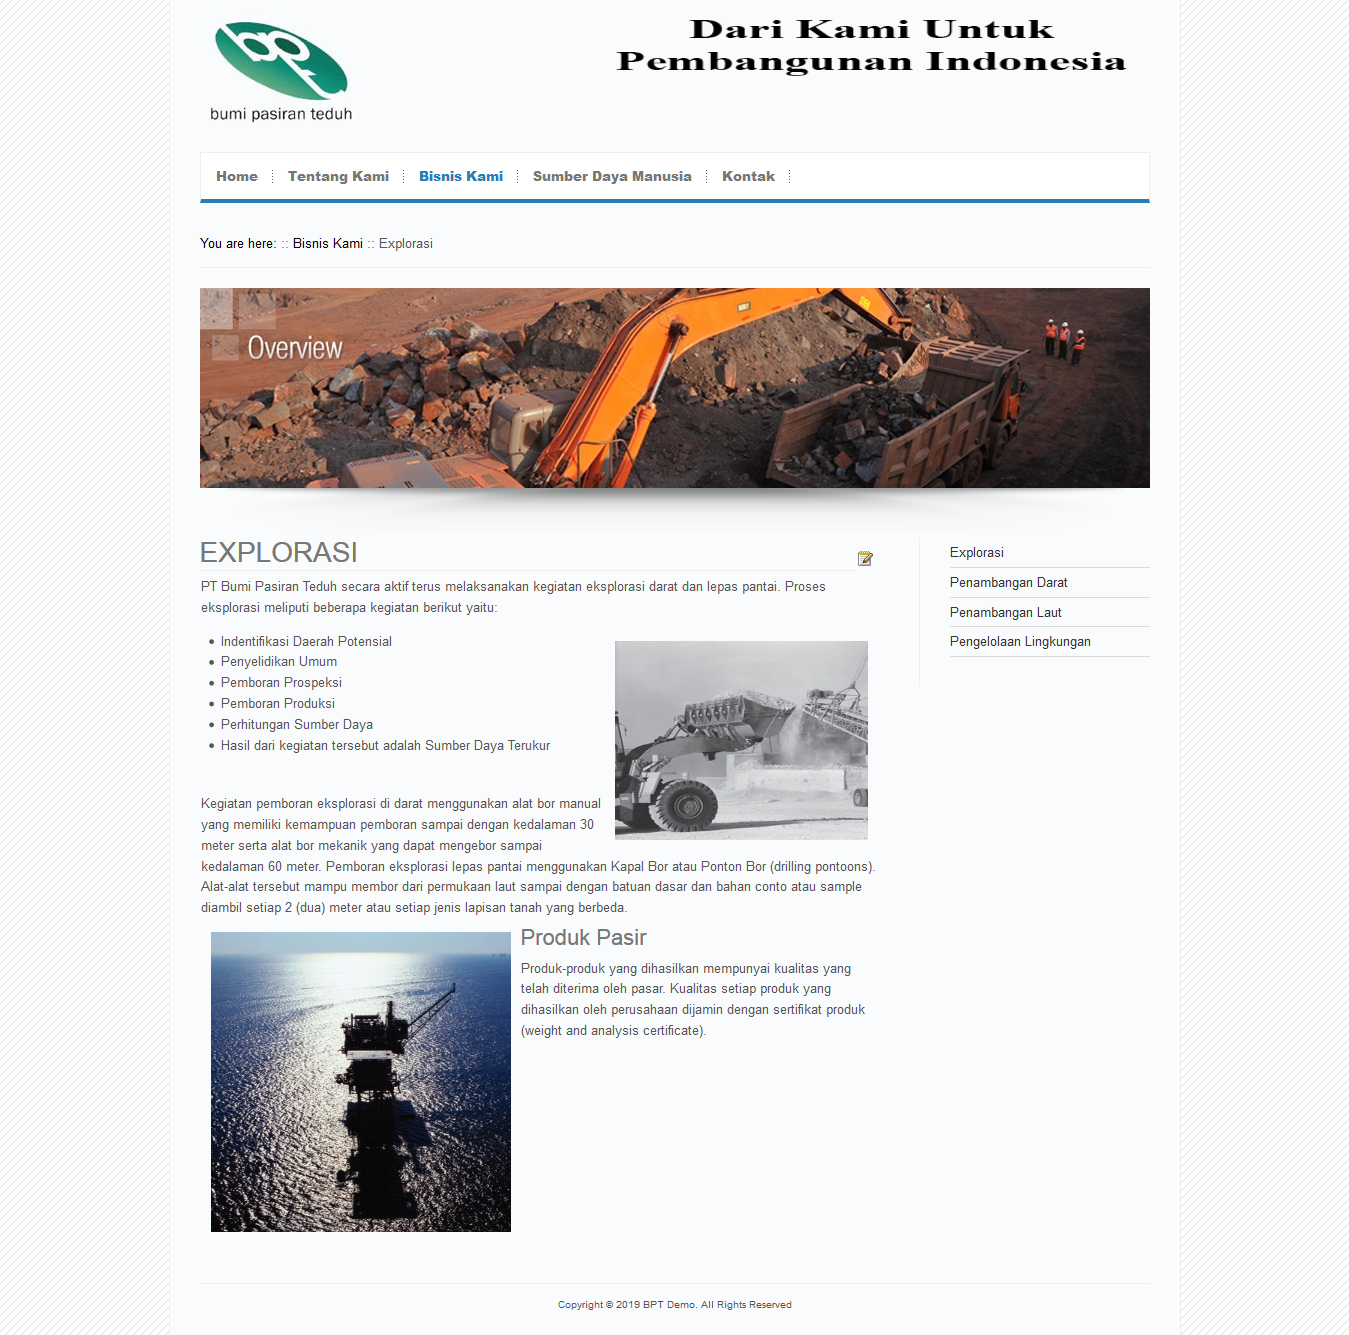 bpt
bumi pasiran teduh
Dari Kami Untuk
Pembangunan Indonesia
Home
Tentang Kami
Bisnis Kami
Sumber Daya Manusia
Kontak
You are here: :: Bisnis Kami :: Explorasi
Overview
EXPLORASI
PT Bumi Pasiran Teduh secara aktif terus melaksanakan kegiatan eksplorasi darat dan lepas pantai. Proses
eksplorasi meliputi beberapa kegiatan berikut yaitu:
Indentifikasi Daerah Potensial
Penyelidikan Umum
Pemboran Prospeksi
Pemboran Produksi
Perhitungan Sumber Daya
Hasil dari kegiatan tersebut adalah Sumber Daya Terukur
Kegiatan pemboran eksplorasi di darat menggunakan alat bor manual
yang memiliki kemampuan pemboran sampai dengan kedalaman 30
meter serta alat bor mekanik yang dapat mengebor sampai
kedalaman 60 meter. Pemboran eksplorasi lepas pantai menggunakan Kapal Bor atau Ponton Bor (drilling pontoons).
Alat-alat tersebut mampu membor dari permukaan laut sampai dengan batuan dasar dan bahan conto atau sample
diambil setiap 2 (dua) meter atau setiap jenis lapisan tanah yang berbeda.
Produk Pasir
Produk-produk yang dihasilkan mempunyai kualitas yang
telah diterima oleh pasar. Kualitas setiap produk yang
dihasilkan oleh perusahaan dijamin dengan sertifikat produk
(weight and analysis certificate).
Explorasi
Penambangan Darat
Penambangan Laut
Pengelolaan Lingkungan
Copyright © 2019 BPT Demo. All Rights Reserved